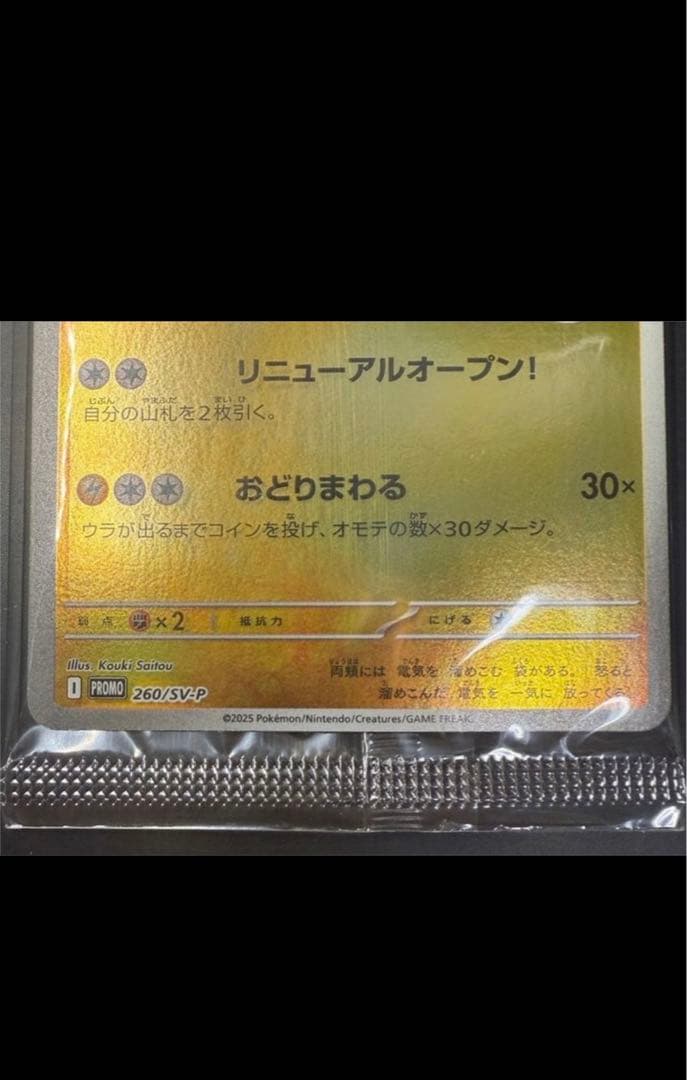 リニューアルオープン!
自分の山札を2枚引く。
おどりまわる 30×
ウラが出るまでコインを投げ、オモテの数×30ダメージ。
弱点 ×2 抵抗力 にげる
Illus. Kouki Saitou
両頬には 電気を 溜めこむ 袋がある。 怒ると
溜めこんだ 電気を 一気に 放ってくる。
I PROMO 260/SV-P
©2025 Pokémon/Nintendo/Creatures/GAME FREAK.